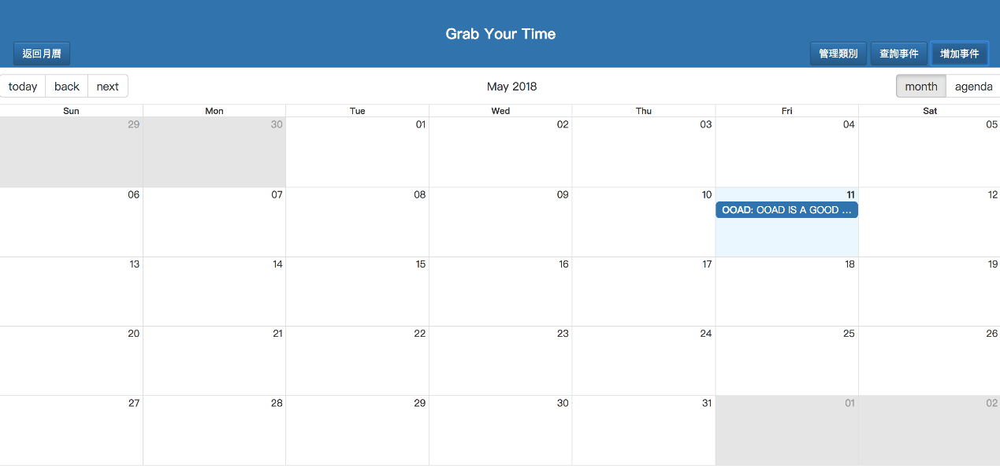 Grab Your Time
返回月曆 管理類別 查詢事件 增加事件
today back next May 2018 month agenda
Sun Mon Tue Wed Thu Fri Sat
29 30 01 02 03 04 05
06 07 08 09 10 11 12
OOAD: OOAD IS A GOOD ...
13 14 15 16 17 18 19
20 21 22 23 24 25 26
27 28 29 30 31 01 02